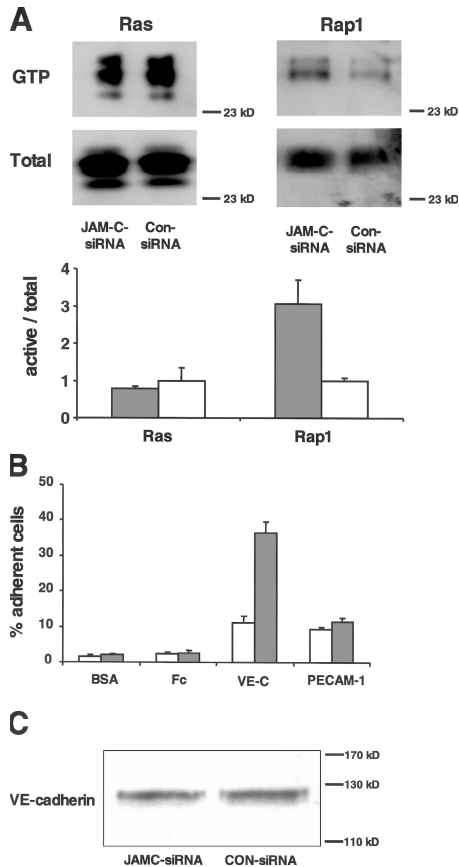 A
Ras Rap1
GTP
23 kD 23 kD
Total
23 kD 23 kD
JAM-C- Con- JAM-C- Con-
siRNA siRNA siRNA siRNA
active / total
4
3
2
1
0
Ras Rap1
B
% adherent cells
50
40
30
20
10
0
BSA Fc VE-C PECAM-1
C
170 kD
130 kD
VE-cadherin
110 kD
JAMC-siRNA CON-siRNA